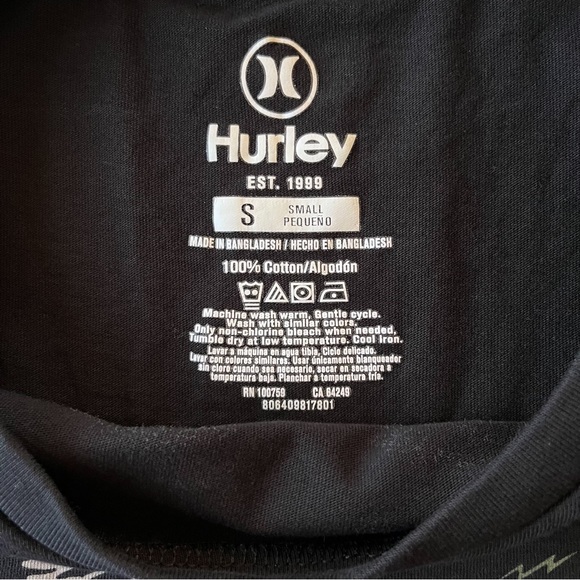 Hurley
EST. 1999
S SMALL
PEQUENO
MADE IN BANGLADESH / HECHO EN BANGLADESH
100% Cotton/Algodón
Machine wash warm, Gentle cycle.
Wash with similar colors.
Only non-chlorine bleach when needed.
Tumble dry at low temperature. Cool iron.
Lavar a máquina en agua tibia, Ciclo delicado.
Lavar con colores similares. Usar únicamente blanqueador
sin cloro cuando sea necesario, secar en secadora a
temperatura baja. Planchar a temperatura fria.
RN 100759 CA 64249
806409817801